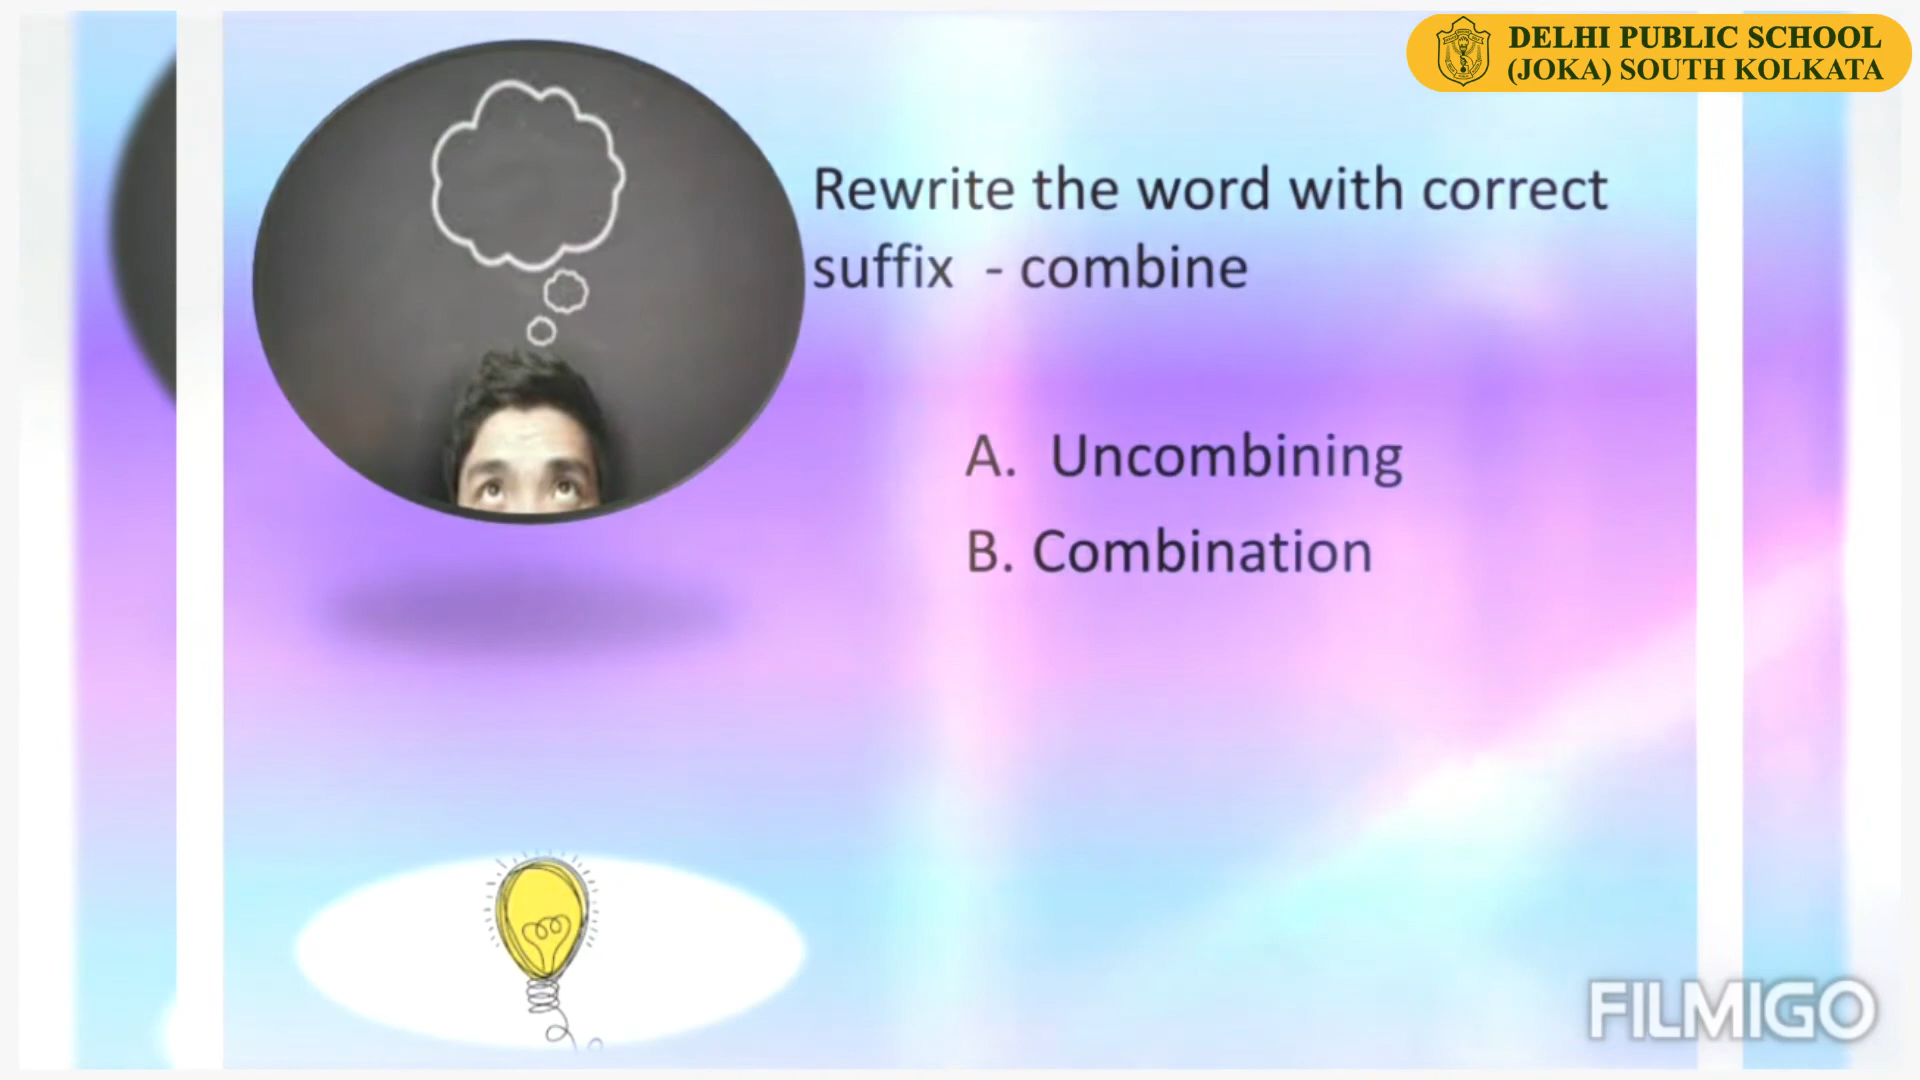 DELHI PUBLIC SCHOOL
(JOKA) SOUTH KOLKATA
Rewrite the word with correct
suffix - combine
A. Uncombining
B. Combination
FILMIGO